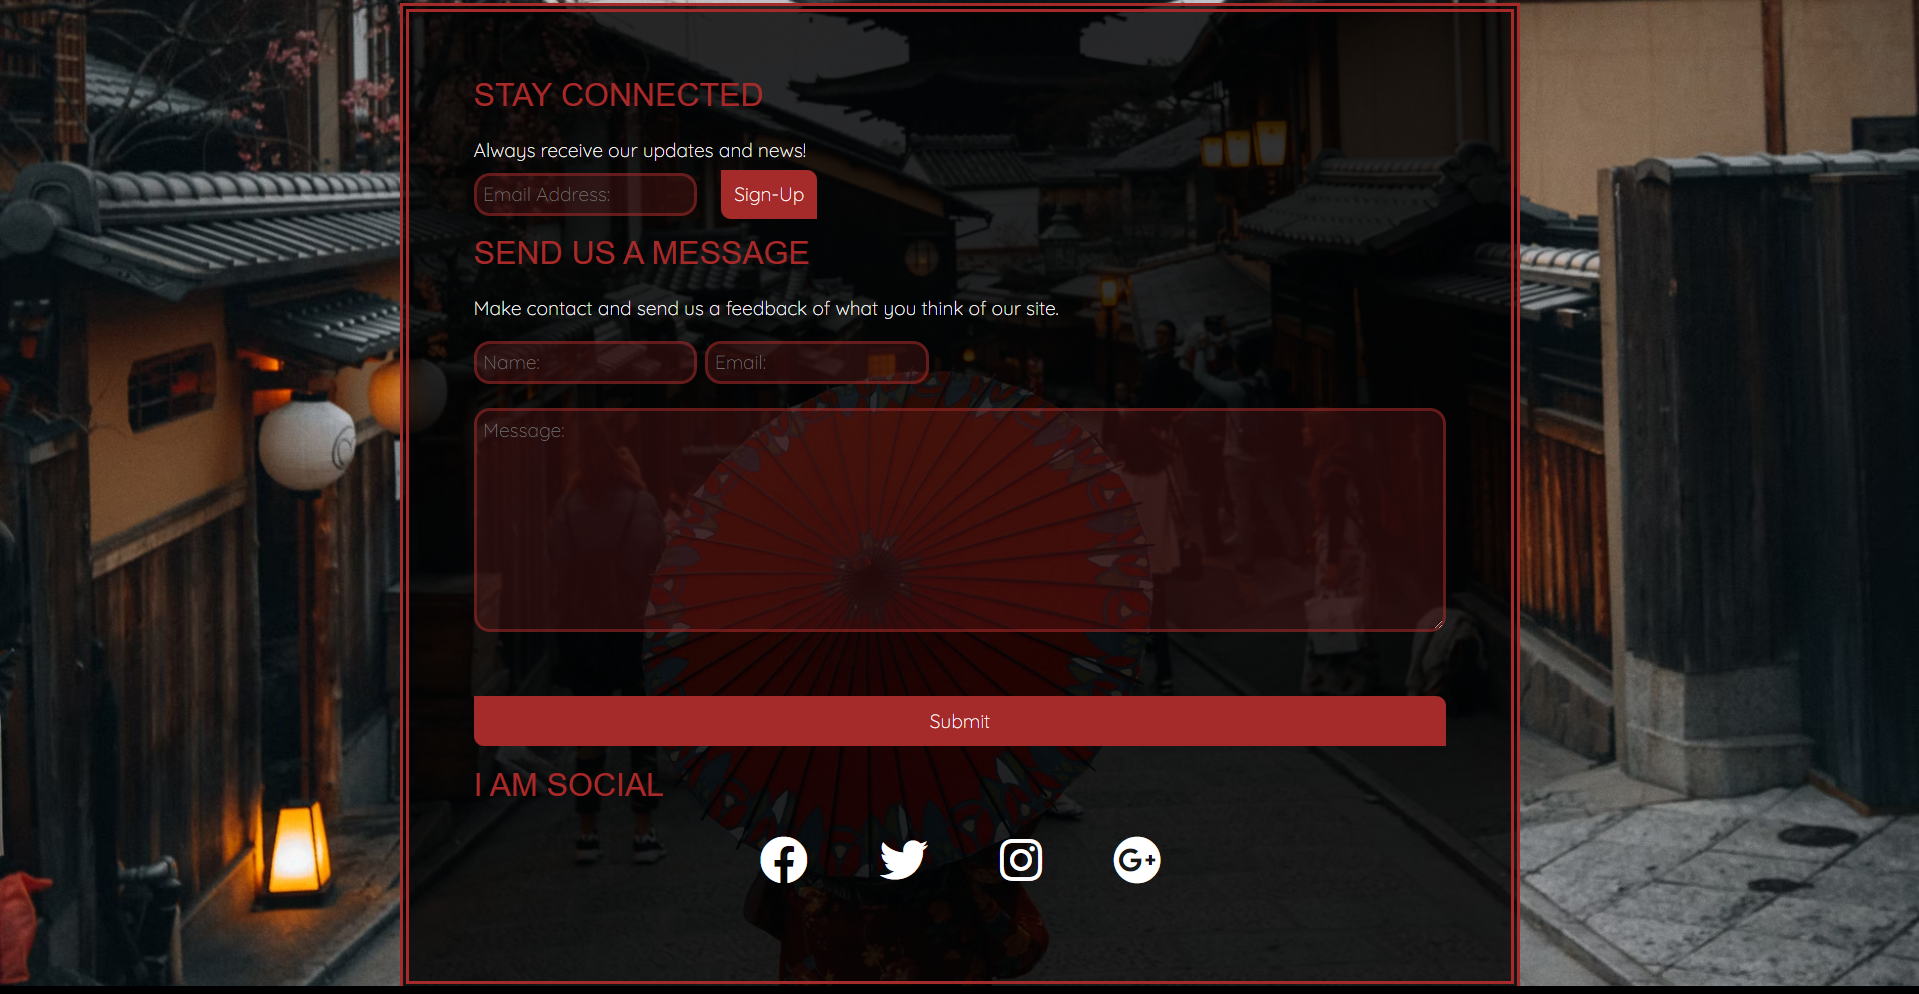 STAY CONNECTED
Always receive our updates and news!
Email Address:
Sign-Up
SEND US A MESSAGE
Make contact and send us a feedback of what you think of our site.
Name:
Email:
Message:
Submit
I AM SOCIAL
G+